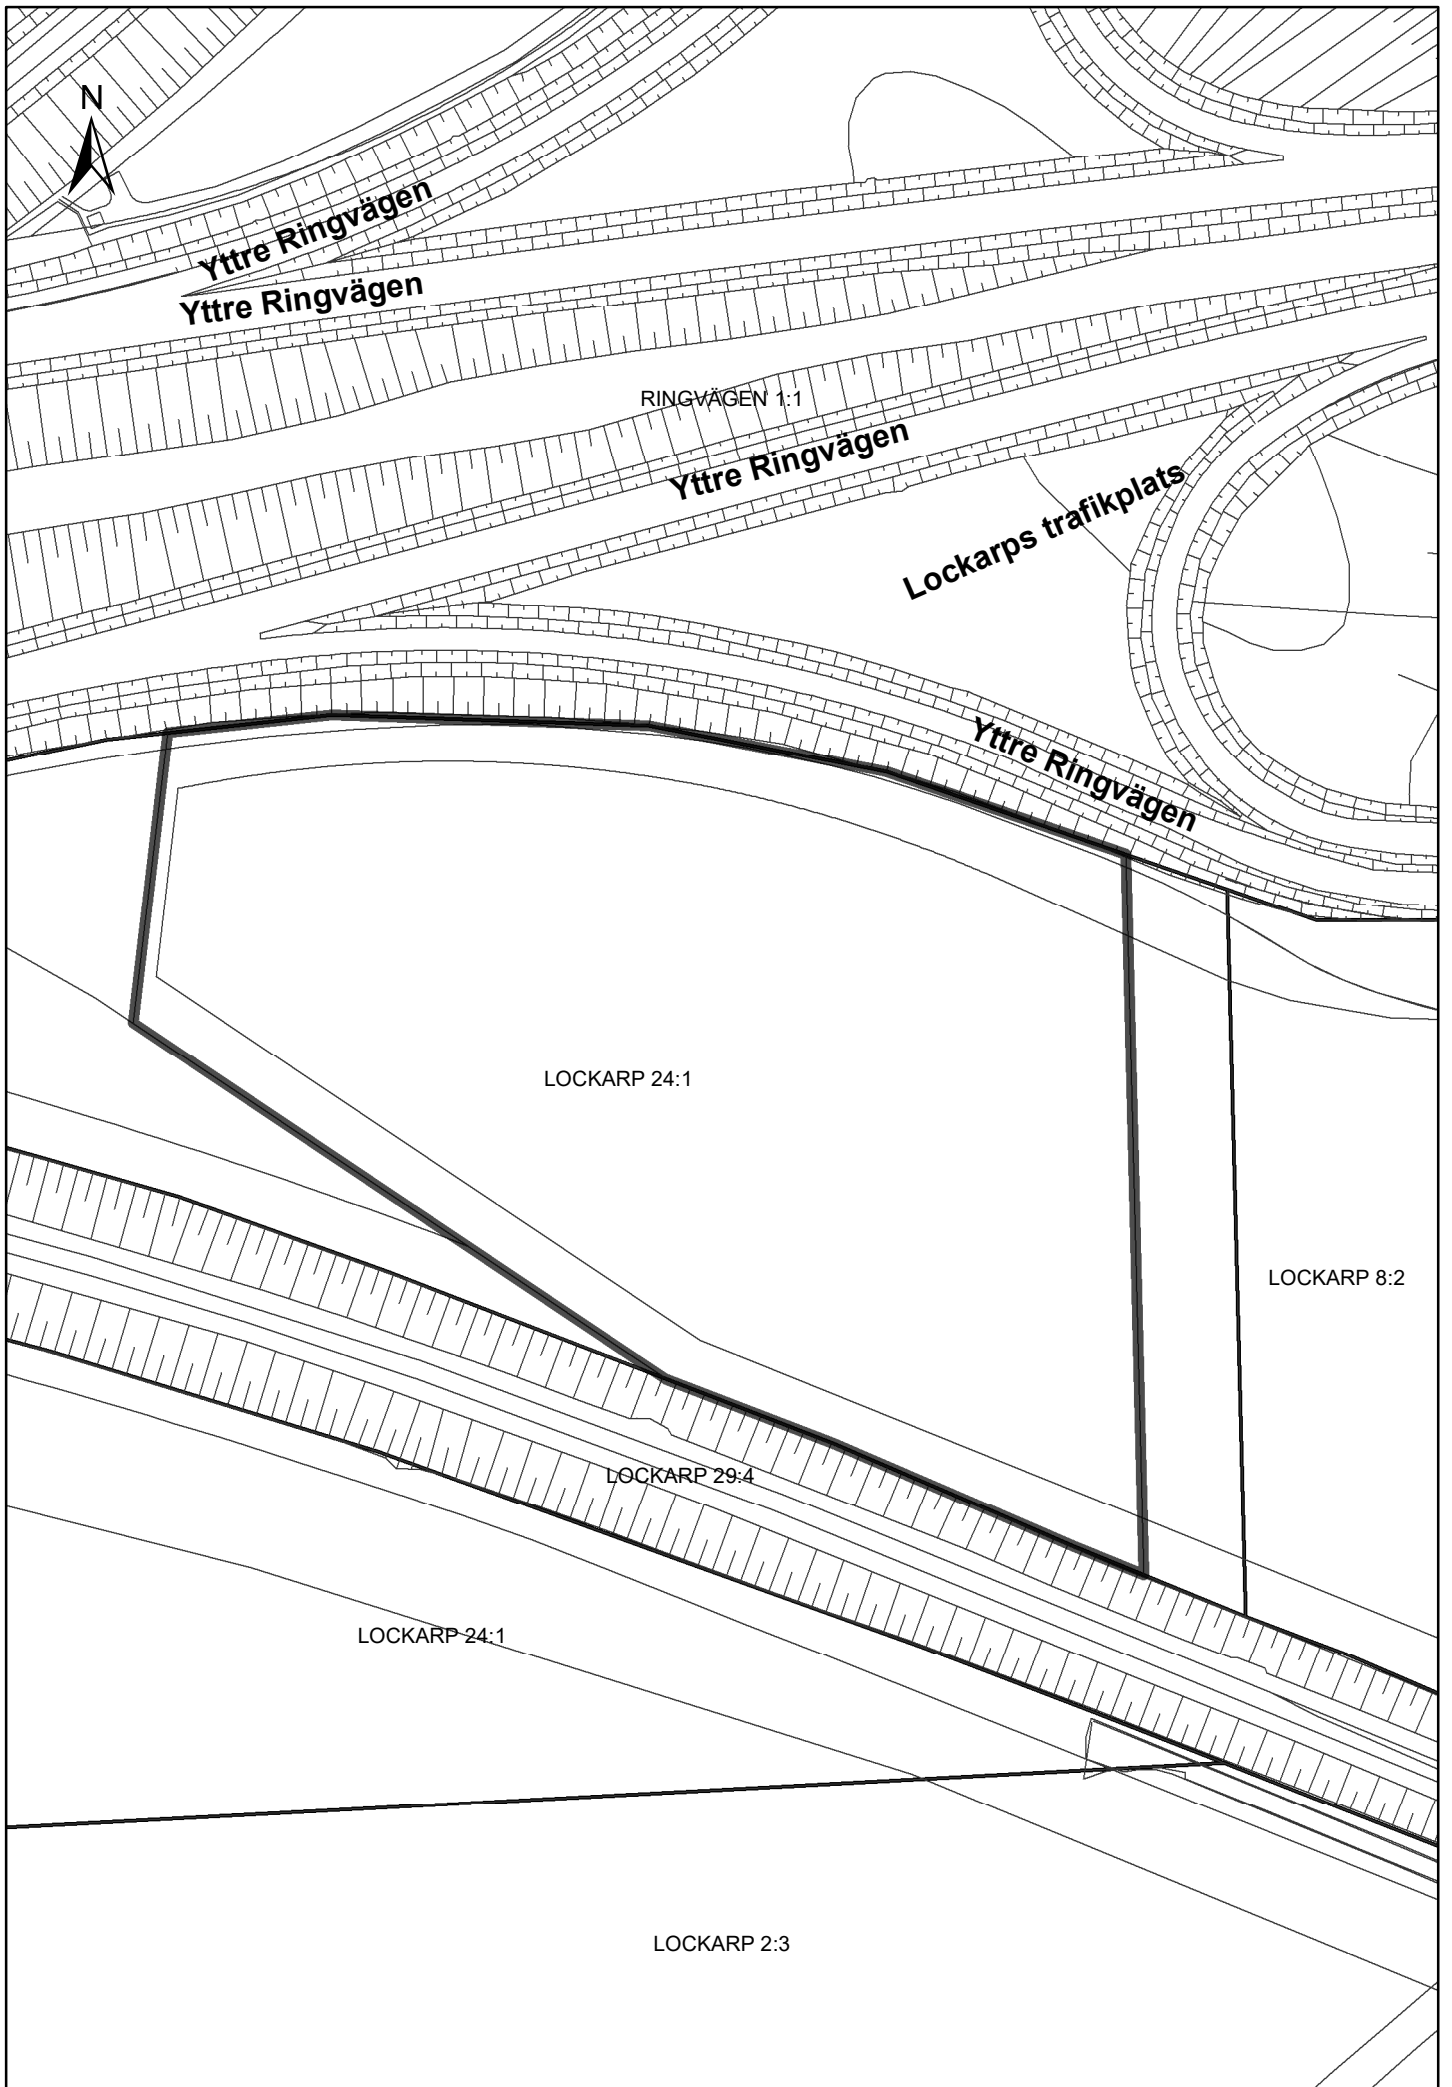 N
Yttre Ringvägen
Yttre Ringvägen
RINGVÄGEN 1:1
Yttre Ringvägen
Lockarps trafikplats
Yttre Ringvägen
LOCKARP 24:1
LOCKARP 8:2
LOCKARP 29:4
LOCKARP 24:1
LOCKARP 2:3